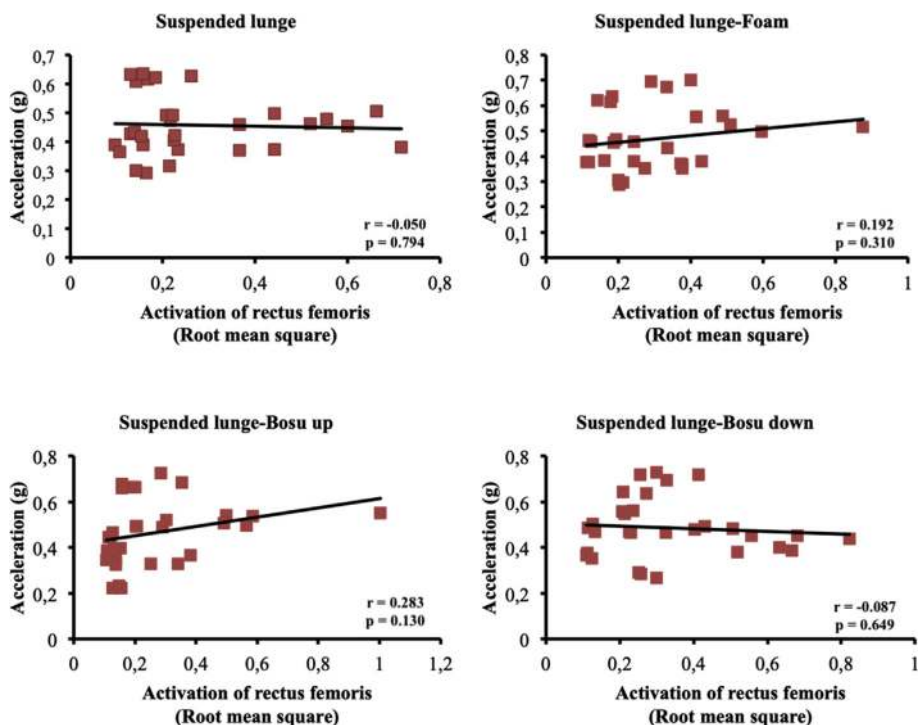 Suspended lunge
0,7
0,6
0,5
0,4
0,3
0,2
0,1
0
Acceleration (g)
r = -0.050
p = 0.794
0 0,2 0,4 0,6 0,8
Activation of rectus femoris
(Root mean square)
Suspended lunge-Foam
0,8
0,7
0,6
0,5
0,4
0,3
0,2
0,1
0
Acceleration (g)
r = 0.192
p = 0.310
0 0,2 0,4 0,6 0,8 1
Activation of rectus femoris
(Root mean square)
Suspended lunge-Bosu up
0,8
0,6
0,4
0,2
0
Acceleration (g)
r = 0.283
p = 0.130
0 0,2 0,4 0,6 0,8 1 1,2
Activation of rectus femoris
(Root mean square)
Suspended lunge-Bosu down
0,8
0,6
0,4
0,2
0
Acceleration (g)
r = -0.087
p = 0.649
0 0,2 0,4 0,6 0,8 1
Activation of rectus femoris
(Root mean square)